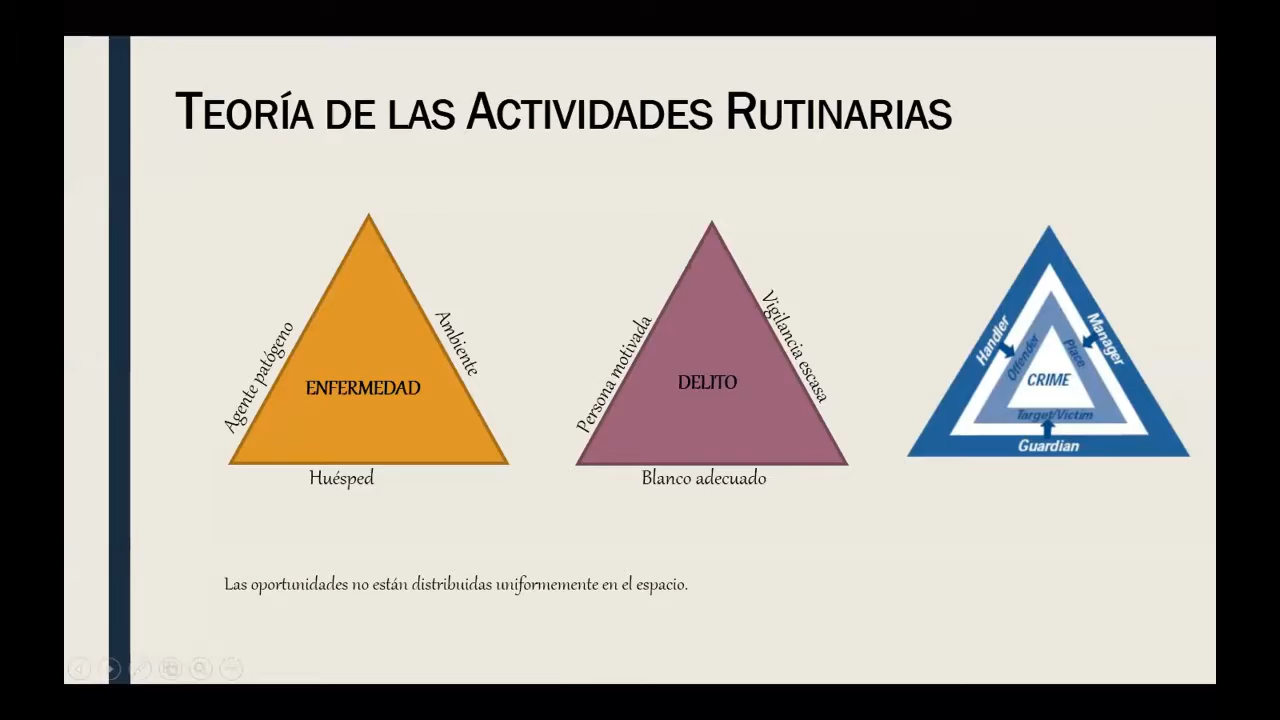 TEORÍA DE LAS ACTIVIDADES RUTINARIAS
Agente patógeno
Ambiente
ENFERMEDAD
Huésped
Persona motivada
Vigilancia escasa
DELITO
Blanco adecuado
Handler
Manager
Offender
Place
CRIME
Target/Victim
Guardian
Las oportunidades no están distribuidas uniformemente en el espacio.